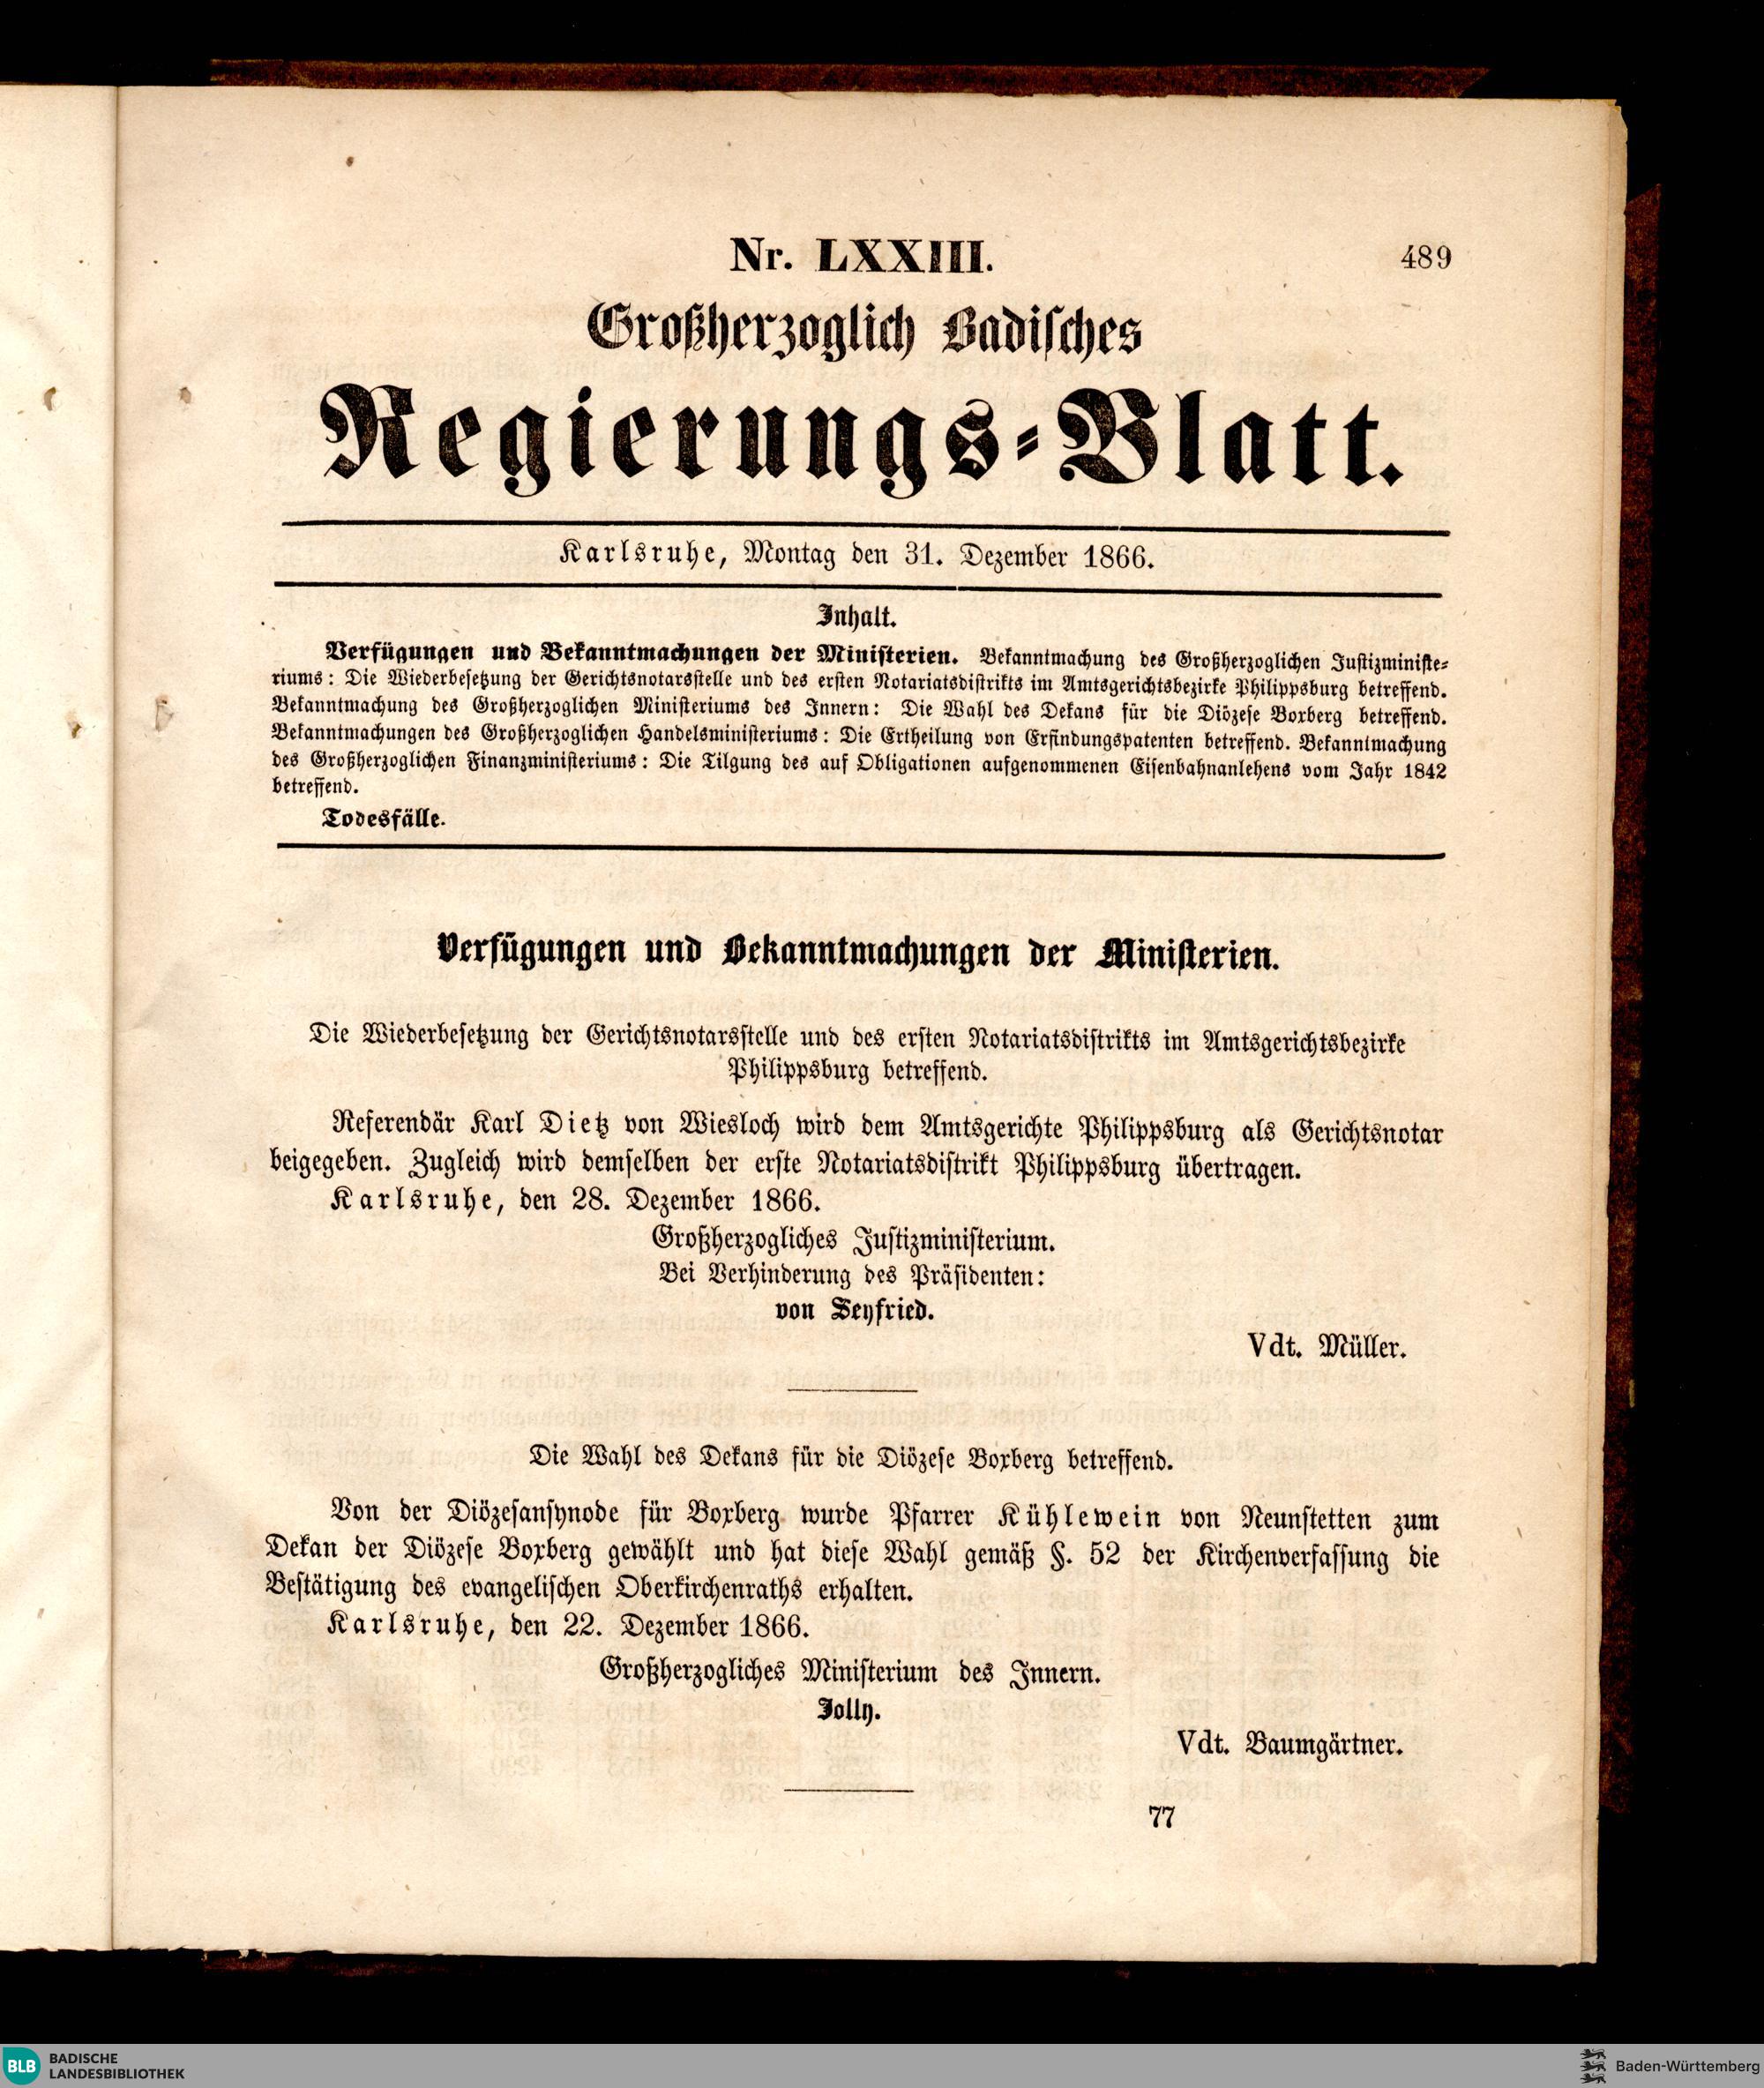 Nr. LXXIII.
489
Großherzoglich Badisches
Regierungs-Blatt.
Karlsruhe, Montag den 31. Dezember 1866.
Inhalt.
Verfügungen und Bekanntmachungen der Ministerien. Bekanntmachung des Großherzoglichen Justizministe-
riums: Die Wiederbesetzung der Gerichtsnotarsstelle und des ersten Notariatsdistrikts im Amtsgerichtsbezirke Philippsburg betreffend.
Bekanntmachung des Großherzoglichen Ministeriums des Innern: Die Wahl des Dekans für die Diözese Boxberg betreffend.
Bekanntmachungen des Großherzoglichen Handelsministeriums: Die Ertheilung von Erfindungspatenten betreffend. Bekanntmachung
des Großherzoglichen Finanzministeriums: Die Tilgung des auf Obligationen aufgenommenen Eisenbahnanlehens vom Jahr 1842
betreffend.
Todesfälle.
Verfügungen und Bekanntmachungen der Ministerien.
Die Wiederbesetzung der Gerichtsnotarsstelle und des ersten Notariatsdistrikts im Amtsgerichtsbezirke
Philippsburg betreffend.
Referendär Karl Dietz von Wiesloch wird dem Amtsgerichte Philippsburg als Gerichtsnotar
beigegeben. Zugleich wird demselben der erste Notariatsdistrikt Philippsburg übertragen.
Karlsruhe, den 28. Dezember 1866.
Großherzogliches Justizministerium.
Bei Verhinderung des Präsidenten:
von Seyfried.
Vdt. Müller.
Die Wahl des Dekans für die Diözese Boxberg betreffend.
Von der Diözesansynode für Boxberg wurde Pfarrer Kühlewein von Neunstetten zum
Dekan der Diözese Boxberg gewählt und hat diese Wahl gemäß §. 52 der Kirchenverfassung die
Bestätigung des evangelischen Oberkirchenraths erhalten.
Karlsruhe, den 22. Dezember 1866.
Großherzogliches Ministerium des Innern.
Jolly.
Vdt. Baumgärtner.
77
BLB BADISCHE
LANDESBIBLIOTHEK
Baden-Württemberg